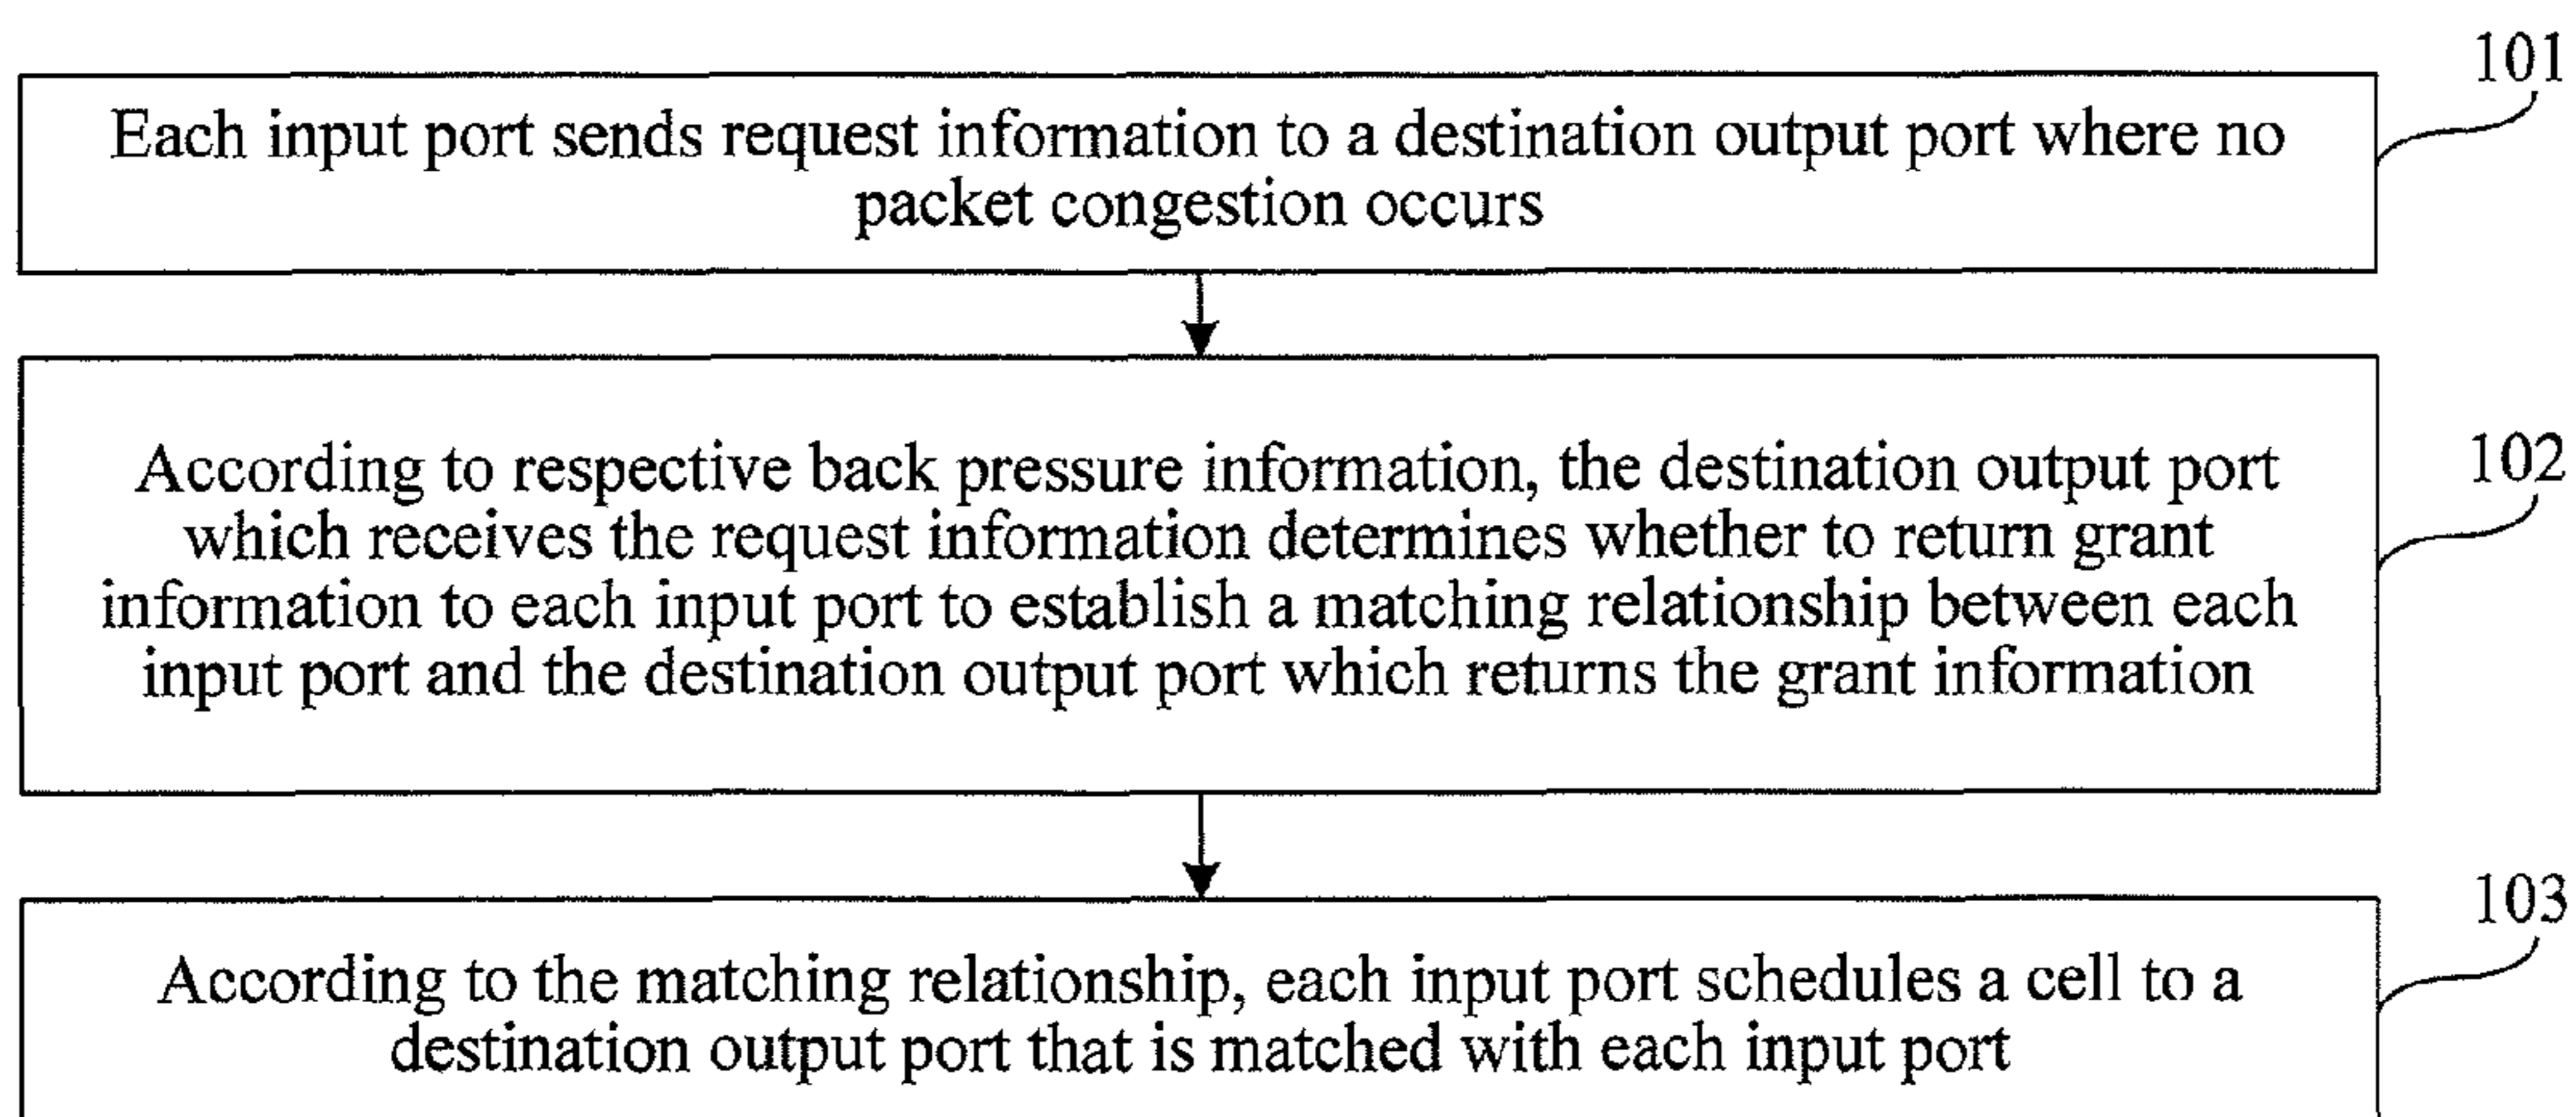 101
Each input port sends request information to a destination output port where no
packet congestion occurs
102
According to respective back pressure information, the destination output port
which receives the request information determines whether to return grant
information to each input port to establish a matching relationship between each
input port and the destination output port which returns the grant information
103
According to the matching relationship, each input port schedules a cell to a
destination output port that is matched with each input port